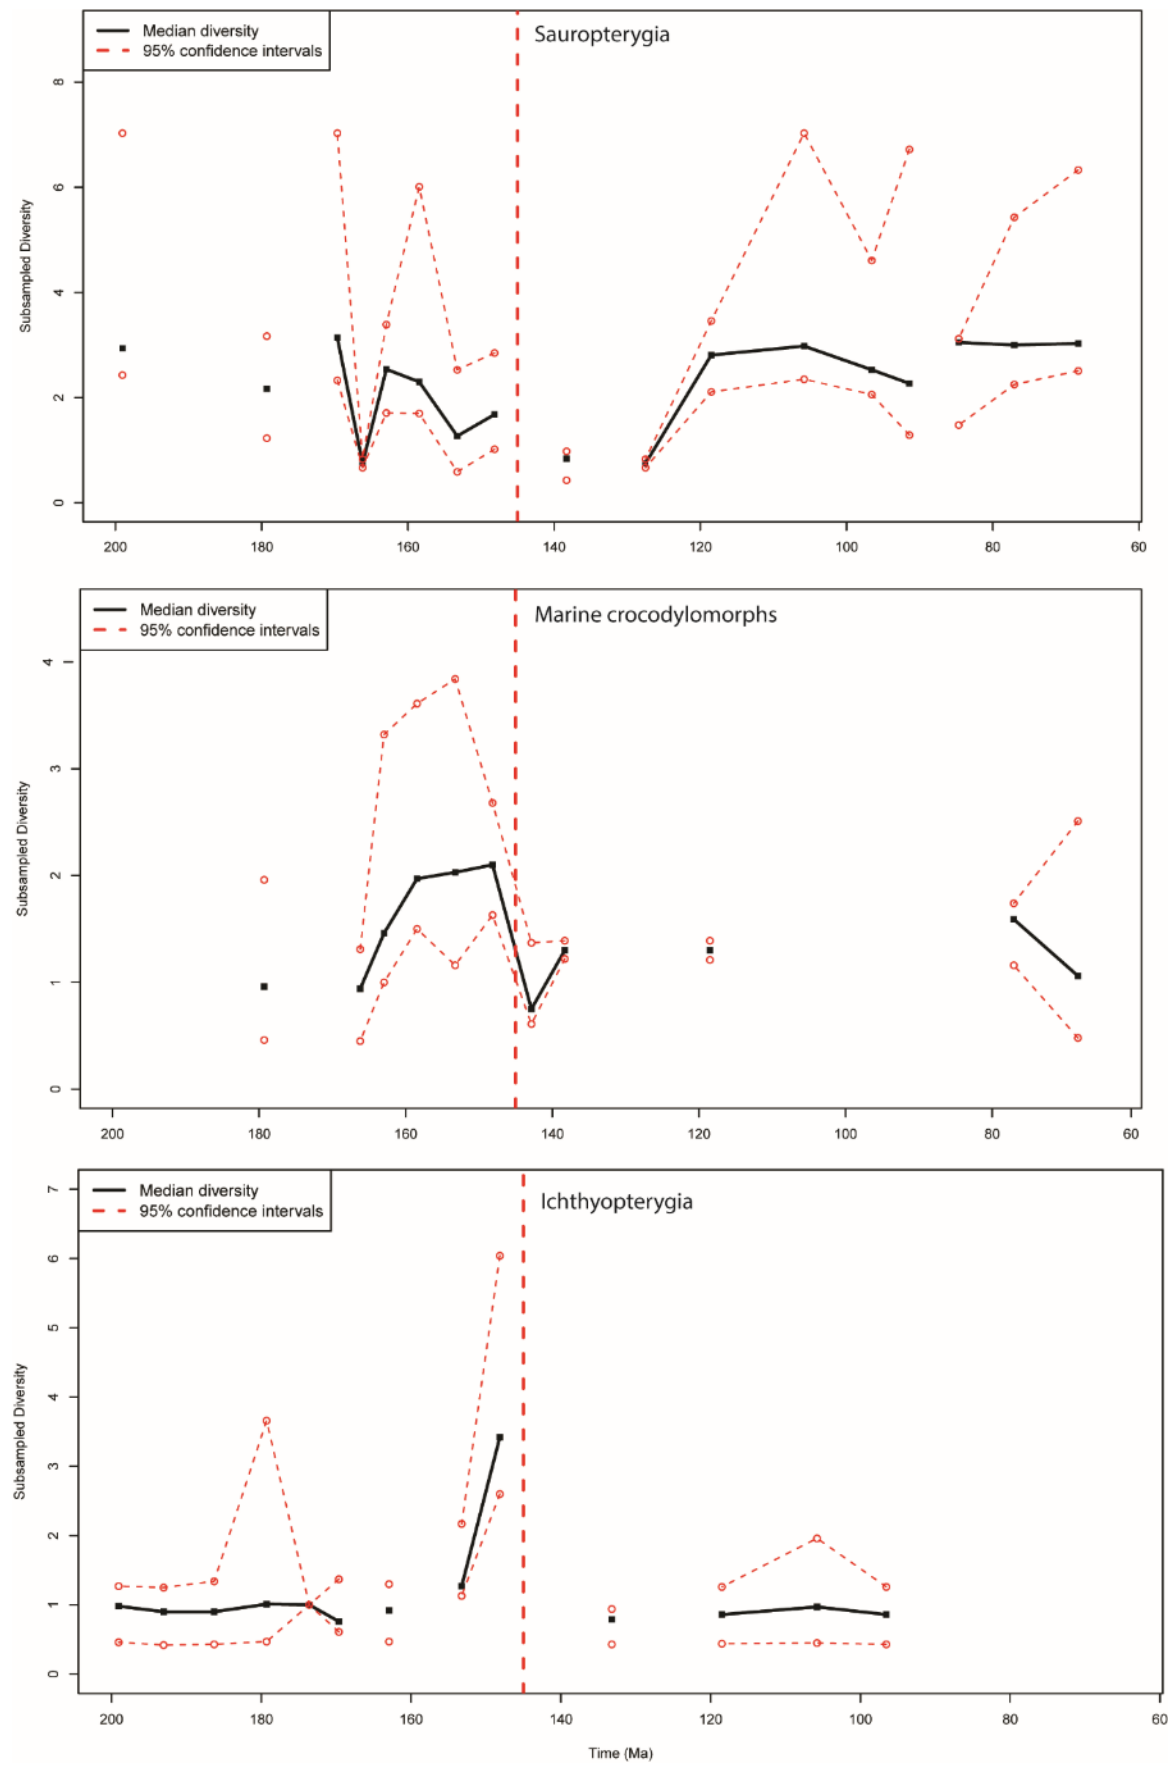 Median diversity
95% confidence intervals
Sauropterygia
Subsampled Diversity
8
6
4
2
0
200 180 160 140 120 100 80 60
Median diversity
95% confidence intervals
Marine crocodylomorphs
Subsampled Diversity
4
3
2
1
0
200 180 160 140 120 100 80 60
Median diversity
95% confidence intervals
Ichthyopterygia
Subsampled Diversity
7
6
5
4
3
2
1
0
200 180 160 140 120 100 80 60
Time (Ma)